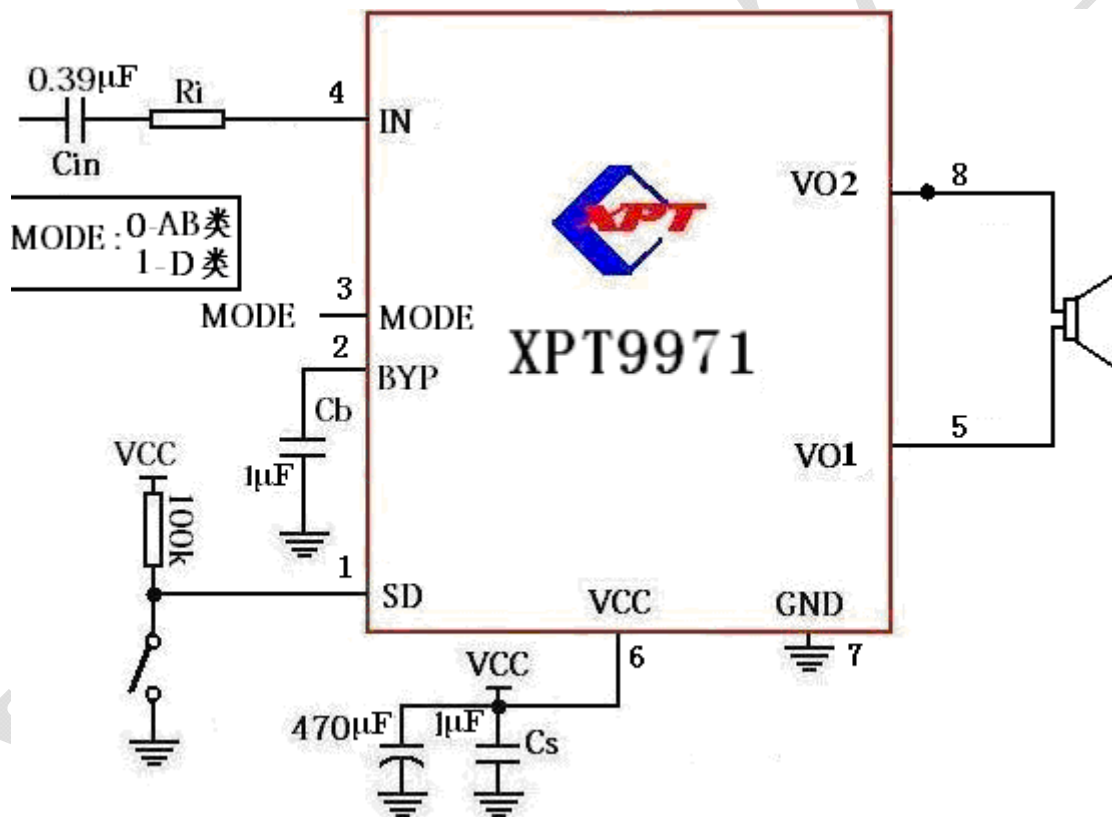 0.39µF
Ri
Cin
4
IN
MODE : 0-AB类
1-D 类
3
MODE
MODE
2
BYP
Cb
1µF
VCC
100k
1
SD
XPT
XPT9971
VO2
8
VO1
5
VCC
6
GND
7
VCC
470µF
1µF
Cs